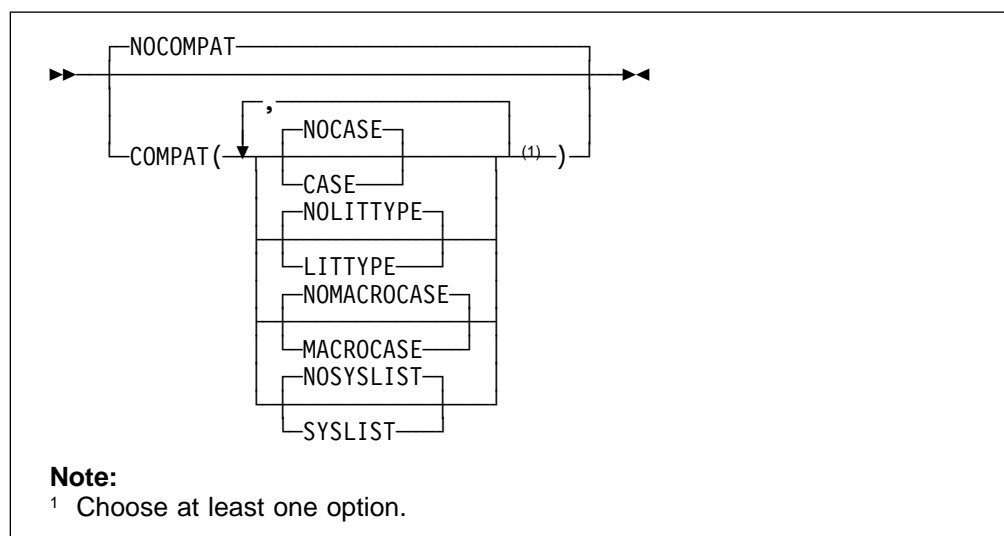 NOCOMPAT
,
NOCASE
COMPAT( (1) )
CASE
NOLITTYPE
LITTYPE
NOMACROCASE
MACROCASE
NOSYSLIST
SYSLIST
Note:
1 Choose at least one option.